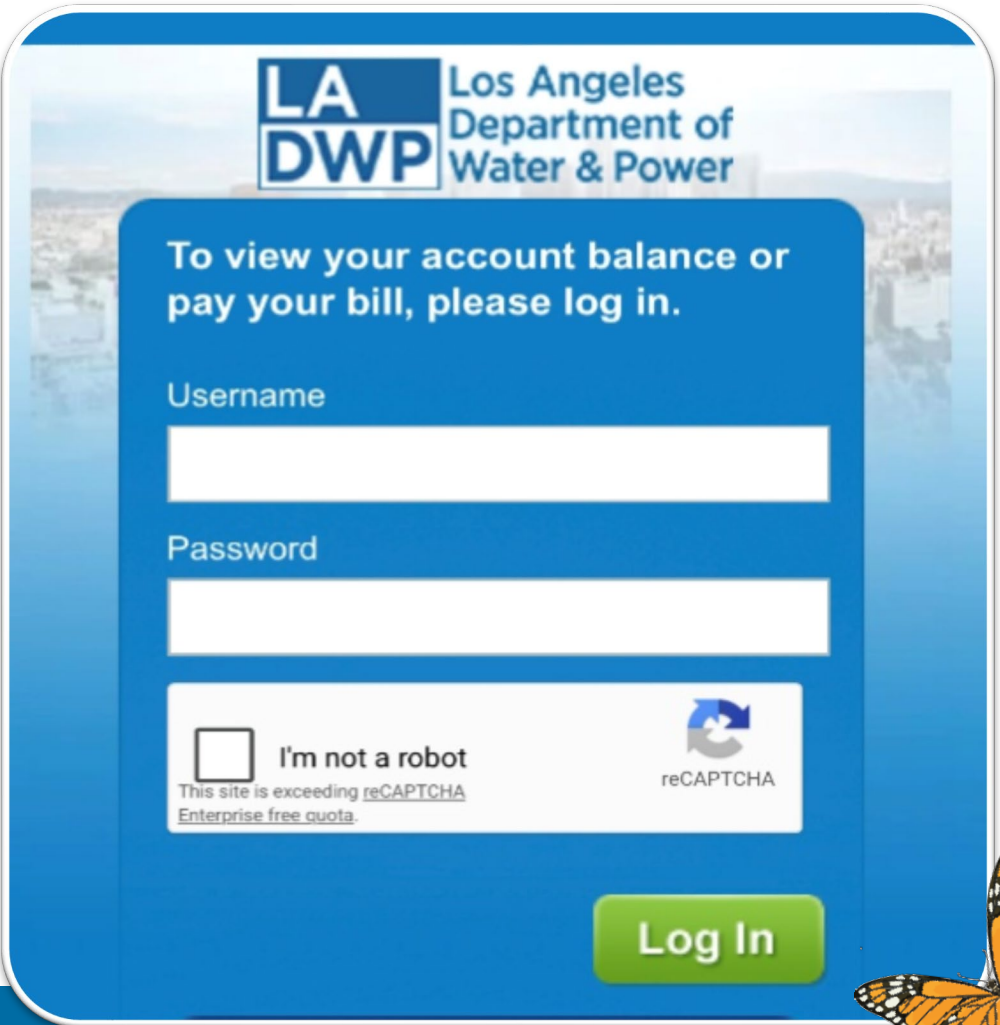 LA
DWP
Los Angeles
Department of
Water & Power
To view your account balance or
pay your bill, please log in.
Username
Password
I'm not a robot
This site is exceeding reCAPTCHA
Enterprise free quota.
reCAPTCHA
Log In